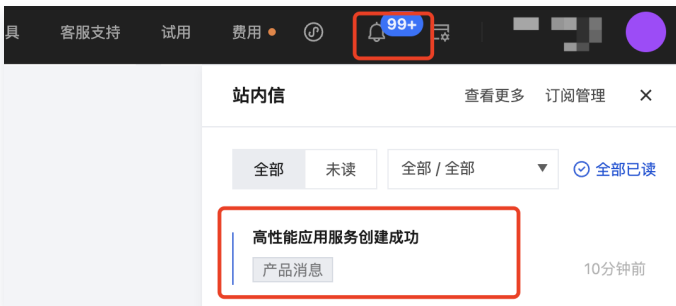 具 客服支持 试用 费用 99+
站内信 查看更多 订阅管理
全部 未读 全部 / 全部 全部已读
高性能应用服务创建成功
产品消息 10分钟前